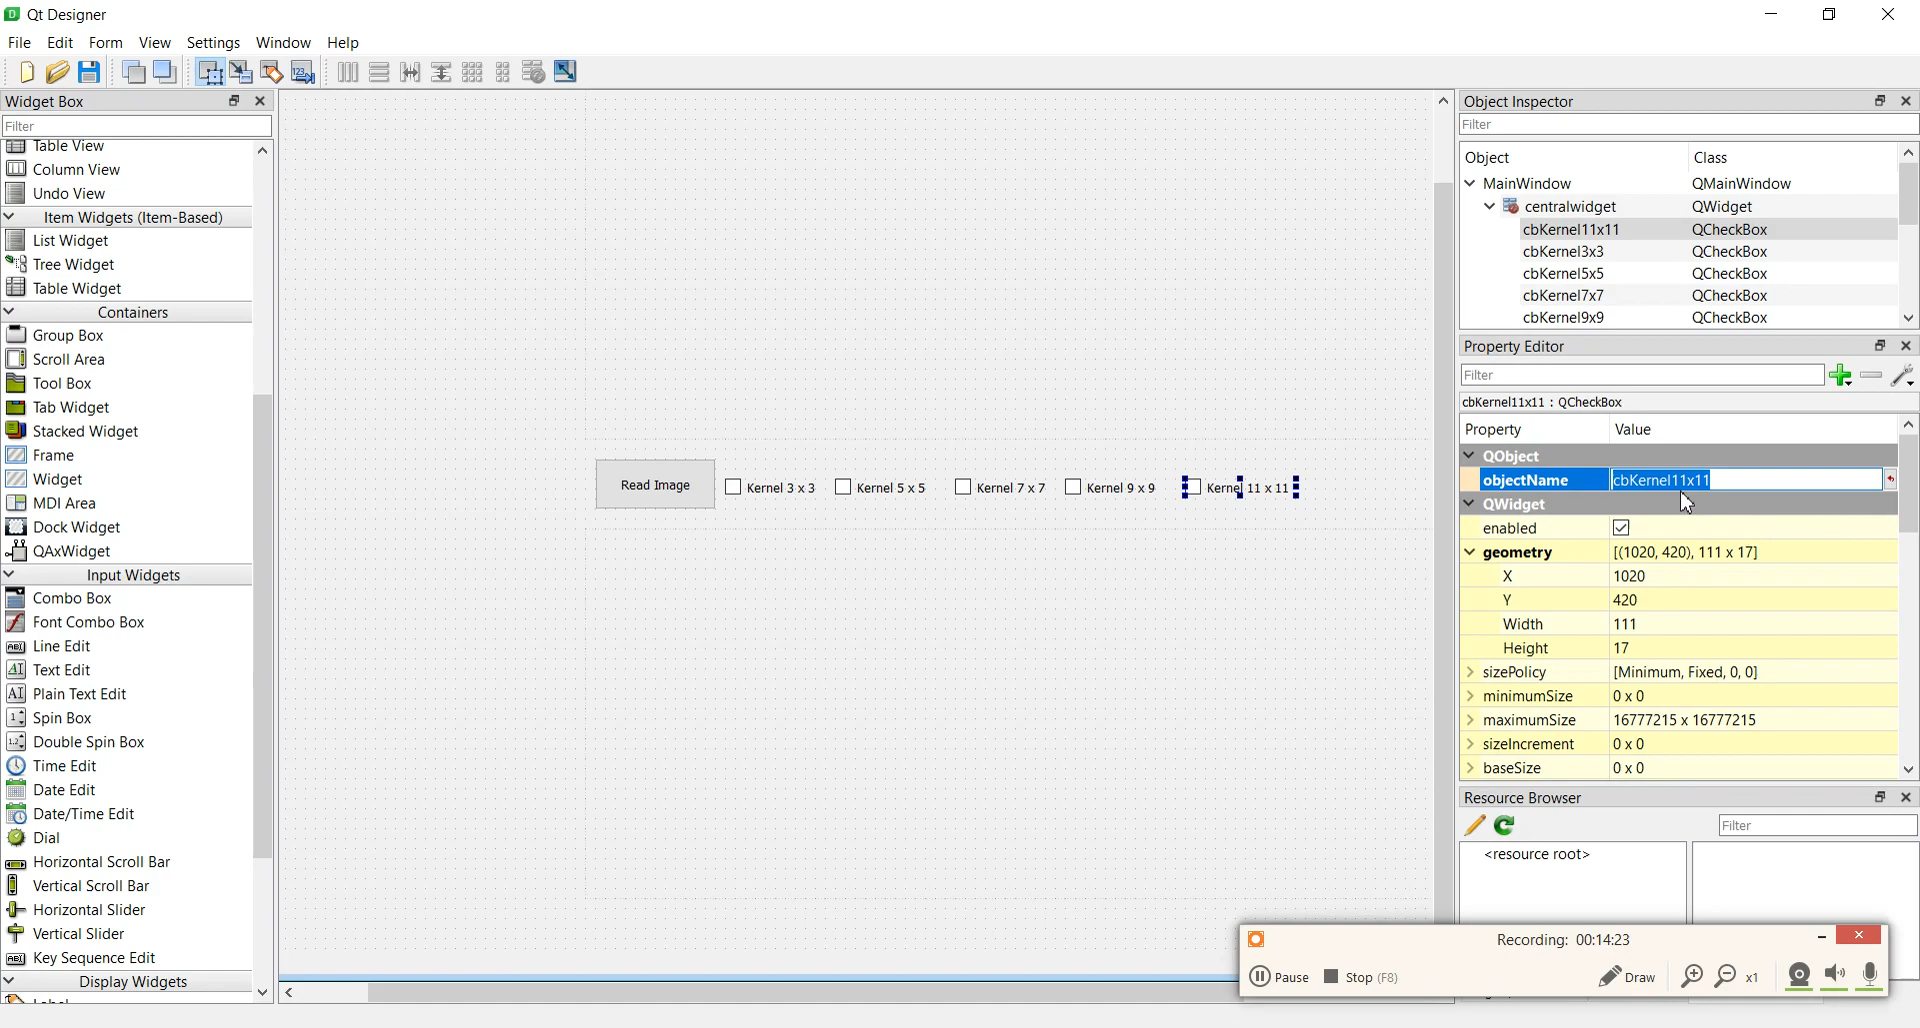 Qt Designer
File Edit Form View Settings Window Help
Widget Box
Filter
Table View
Column View
Undo View
Item Widgets (Item-Based)
List Widget
Tree Widget
Table Widget
Containers
Group Box
Scroll Area
Tool Box
Tab Widget
Stacked Widget
Frame
Widget
MDI Area
Dock Widget
QAxWidget
Input Widgets
Combo Box
Font Combo Box
Line Edit
Text Edit
Plain Text Edit
Spin Box
Double Spin Box
Time Edit
Date Edit
Date/Time Edit
Dial
Horizontal Scroll Bar
Vertical Scroll Bar
Horizontal Slider
Vertical Slider
Key Sequence Edit
Display Widgets
Read Image Kernel 3 x 3 Kernel 5 x 5 Kernel 7 x 7 Kernel 9 x 9 Kernel 11 x 11
Object Inspector
Filter
Object Class
MainWindow QMainWindow
centralwidget QWidget
cbKernel11x11 QCheckBox
cbKernel3x3 QCheckBox
cbKernel5x5 QCheckBox
cbKernel7x7 QCheckBox
cbKernel9x9 QCheckBox
Property Editor
Filter
cbKernel11x11 : QCheckBox
Property Value
QObject
objectName cbKernel11x11
QWidget
enabled
geometry [(1020, 420), 111 x 17]
X 1020
Y 420
Width 111
Height 17
sizePolicy [Minimum, Fixed, 0, 0]
minimumSize 0 x 0
maximumSize 16777215 x 16777215
sizeIncrement 0 x 0
baseSize 0 x 0
Resource Browser
Filter
<resource root>
Recording: 00:14:23
Pause Stop (F8) Draw x1